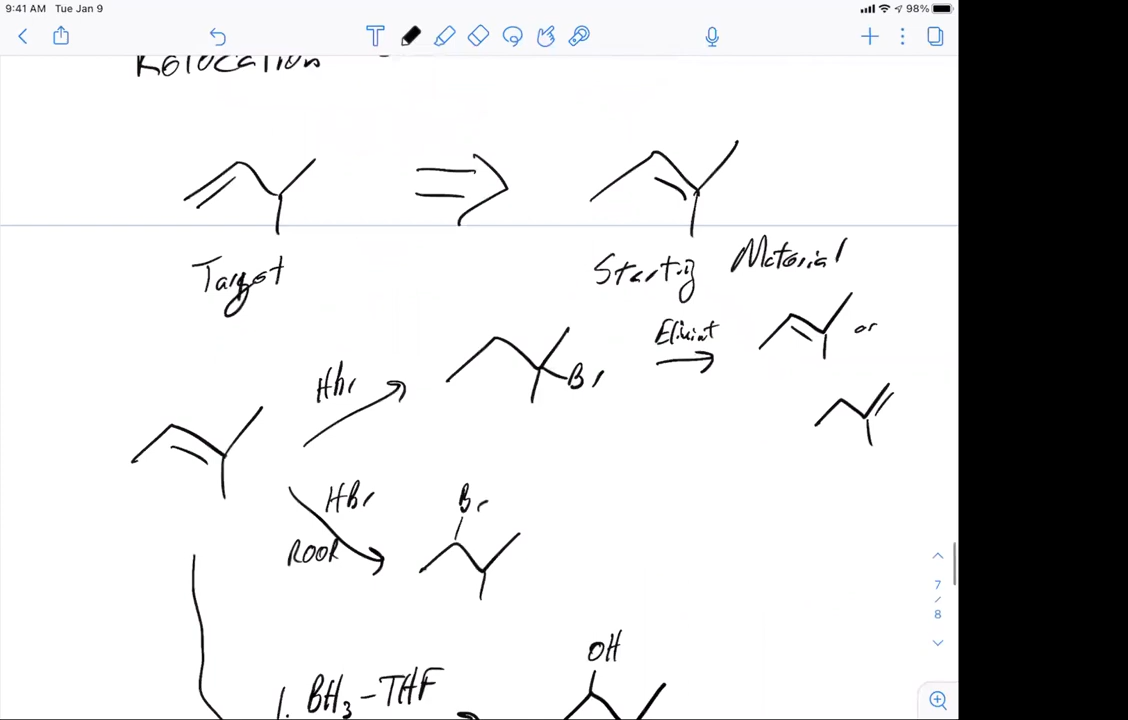 9:41 AM Tue Jan 9
98%
Relocation
Target
Starting Material
Hbr
Br
Eliminat
or
HBr
ROOR
Br
OH
1. BH3-THF
7
/
8